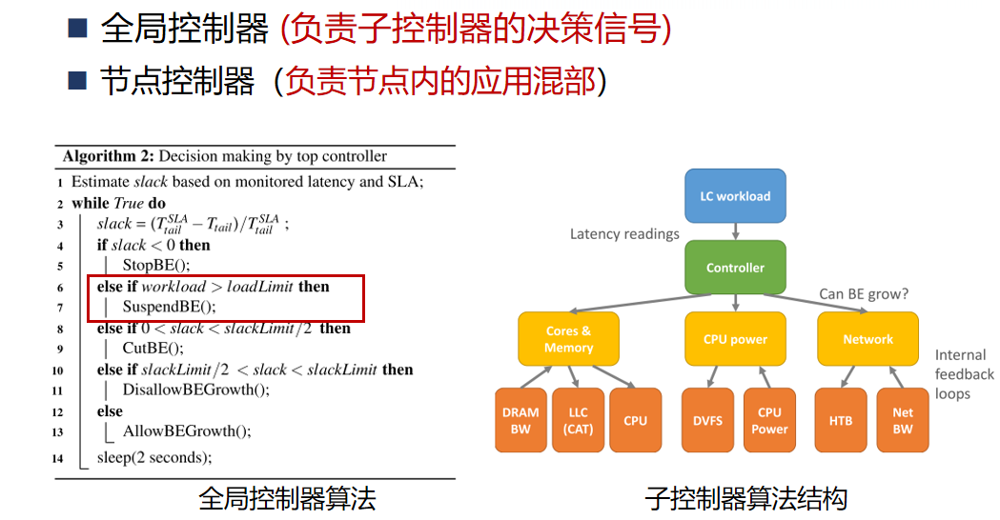 全局控制器 (负责子控制器的决策信号)
节点控制器（负责节点内的应用混部）
Algorithm 2: Decision making by top controller
1 Estimate slack based on monitored latency and SLA;
2 while True do
3 slack = (T_tail^SLA − T_tail)/T_tail^SLA ;
4 if slack < 0 then
5 StopBE();
6 else if workload > loadLimit then
7 SuspendBE();
8 else if 0 < slack < slackLimit/2 then
9 CutBE();
10 else if slackLimit/2 < slack < slackLimit then
11 DisallowBEGrowth();
12 else
13 AllowBEGrowth();
14 sleep(2 seconds);
全局控制器算法
LC workload
Latency readings
Controller
Can BE grow?
Cores &
Memory
CPU power
Network
Internal
feedback
loops
DRAM
BW
LLC
(CAT)
CPU
DVFS
CPU
Power
HTB
Net
BW
子控制器算法结构